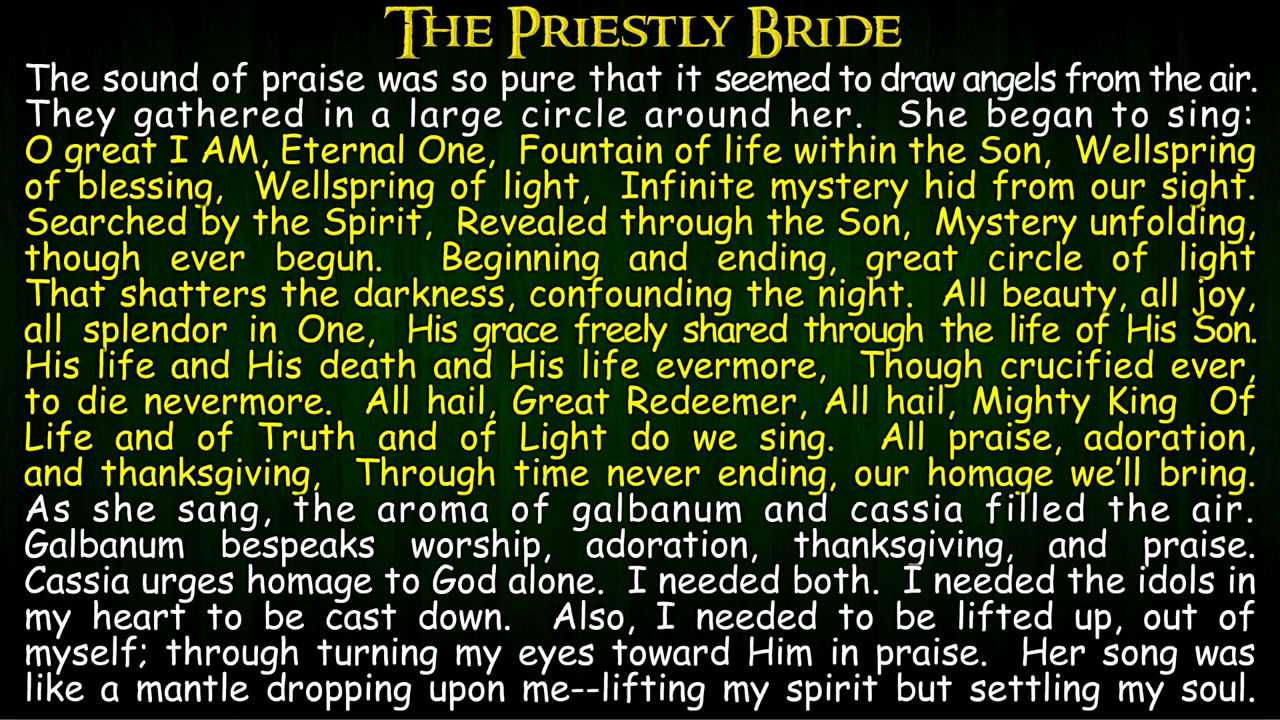 The Priestly Bride
The sound of praise was so pure that it seemed to draw angels from the air.
They gathered in a large circle around her. She began to sing:
O great I AM, Eternal One, Fountain of life within the Son, Wellspring
of blessing, Wellspring of light, Infinite mystery hid from our sight.
Searched by the Spirit, Revealed through the Son, Mystery unfolding,
though ever begun. Beginning and ending, great circle of light
That shatters the darkness, confounding the night. All beauty, all joy,
all splendor in One, His grace freely shared through the life of His Son.
His life and His death and His life evermore, Though crucified ever,
to die nevermore. All hail, Great Redeemer, All hail, Mighty King Of
Life and of Truth and of Light do we sing. All praise, adoration,
and thanksgiving, Through time never ending, our homage we'll bring.
As she sang, the aroma of galbanum and cassia filled the air.
Galbanum bespeaks worship, adoration, thanksgiving, and praise.
Cassia urges homage to God alone. I needed both. I needed the idols in
my heart to be cast down. Also, I needed to be lifted up, out of
myself; through turning my eyes toward Him in praise. Her song was
like a mantle dropping upon me--lifting my spirit but settling my soul.